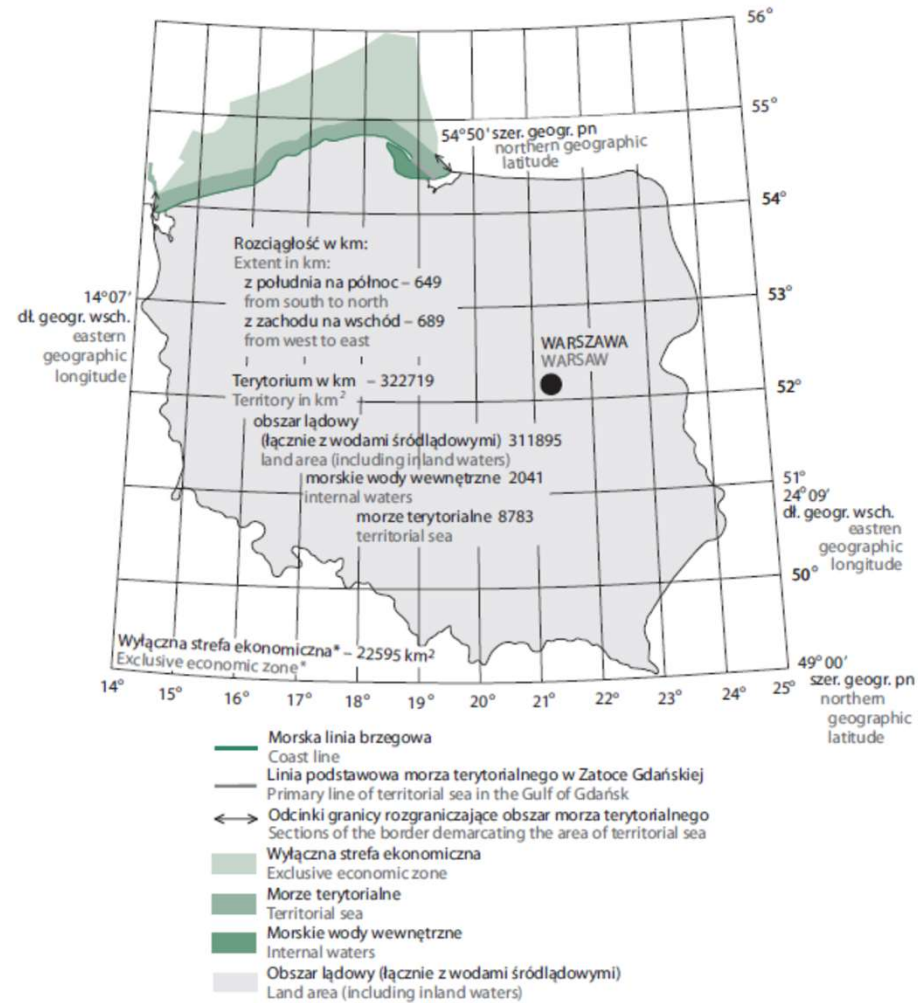 56°
55°
54°50' szer. geogr. pn
northern geographic
latitude
54°
Rozciągłość w km:
Extent in km:
z południa na północ – 649
from south to north
z zachodu na wschód – 689
from west to east
14°07'
dł. geogr. wsch.
eastern
geographic
longitude
53°
WARSZAWA
WARSAW
Terytorium w km – 322719
Territory in km²
52°
obszar lądowy
(łącznie z wodami śródlądowymi) 311895
land area (including inland waters)
morskie wody wewnętrzne 2041
internal waters
morze terytorialne 8783
territorial sea
51°
24°09'
dł. geogr. wsch.
eastren
geographic
longitude
50°
Wyłączna strefa ekonomiczna* – 22595 km²
Exclusive economic zone*
49°00'
szer. geogr. pn
northern
geographic
latitude
14° 15° 16° 17° 18° 19° 20° 21° 22° 23° 24° 25°
Morska linia brzegowa
Coast line
Linia podstawowa morza terytorialnego w Zatoce Gdańskiej
Primary line of territorial sea in the Gulf of Gdańsk
Odcinki granicy rozgraniczające obszar morza terytorialnego
Sections of the border demarcating the area of territorial sea
Wyłączna strefa ekonomiczna
Exclusive economic zone
Morze terytorialne
Territorial sea
Morskie wody wewnętrzne
Internal waters
Obszar lądowy (łącznie z wodami śródlądowymi)
Land area (including inland waters)